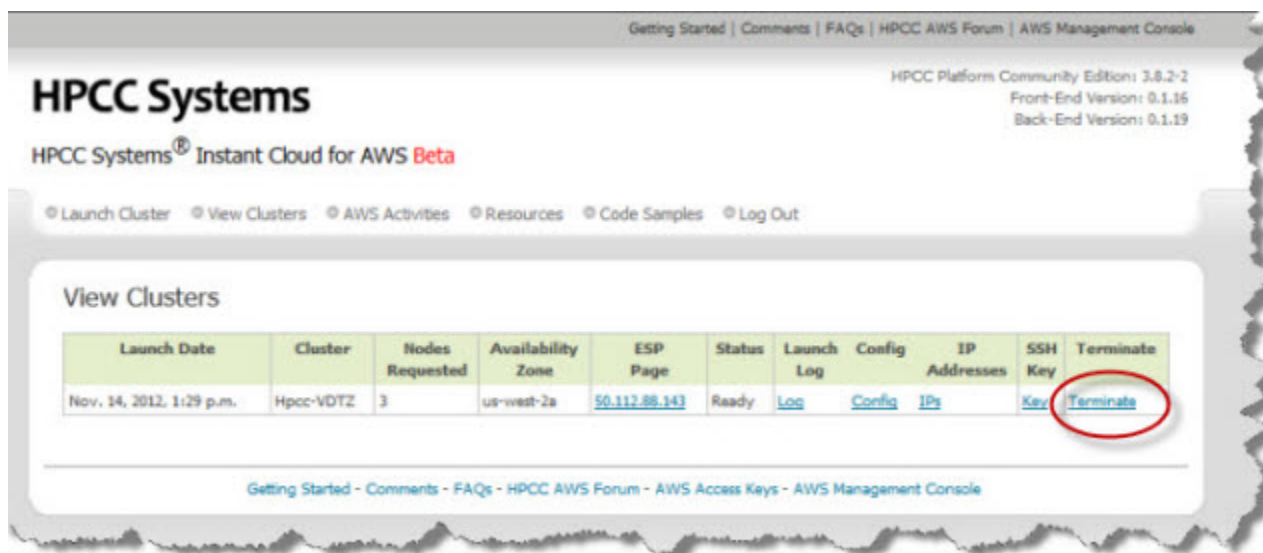 Getting Started | Comments | FAQs | HPCC AWS Forum | AWS Management Console
HPCC Systems
HPCC Platform Community Edition: 3.8.2-2
Front-End Version: 0.1.16
Back-End Version: 0.1.19
HPCC Systems® Instant Cloud for AWS Beta
Launch Cluster View Clusters AWS Activities Resources Code Samples Log Out
View Clusters
Launch Date Cluster Nodes Requested Availability Zone ESP Page Status Launch Log Config IP Addresses SSH Key Terminate
Nov. 14, 2012, 1:29 p.m. Hpcc-VDTZ 3 us-west-2a 50.112.88.143 Ready Log Config IPs Key Terminate
Getting Started - Comments - FAQs - HPCC AWS Forum - AWS Access Keys - AWS Management Console